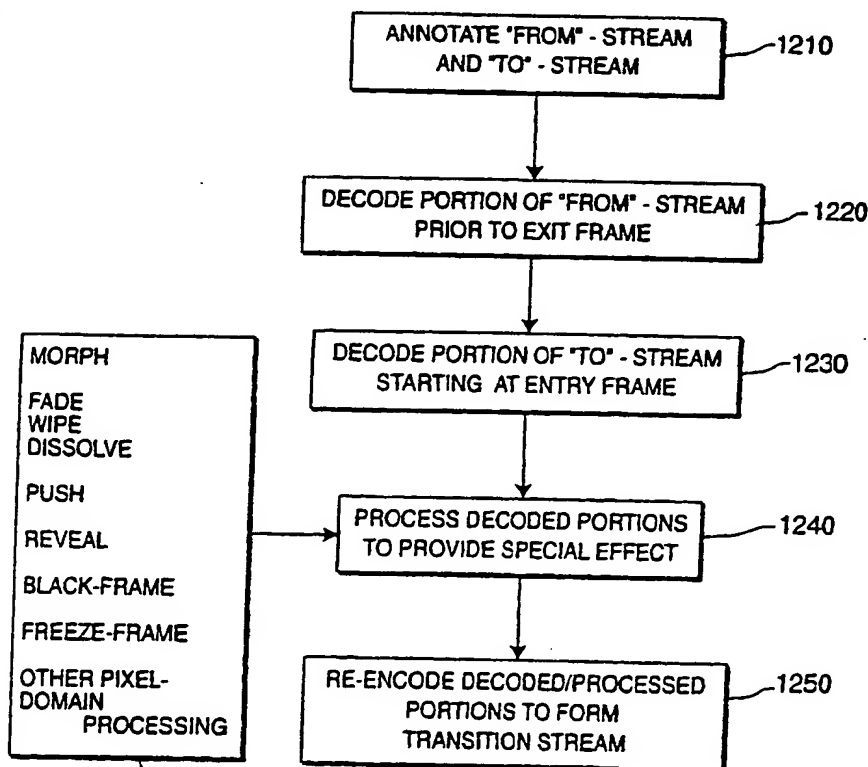 ANNOTATE "FROM" - STREAM
AND "TO" - STREAM
1210
DECODE PORTION OF "FROM" - STREAM
PRIOR TO EXIT FRAME
1220
DECODE PORTION OF "TO" - STREAM
STARTING AT ENTRY FRAME
1230
MORPH
FADE
WIPE
DISSOLVE
PUSH
REVEAL
BLACK-FRAME
FREEZE-FRAME
OTHER PIXEL-
DOMAIN
PROCESSING
PROCESS DECODED PORTIONS
TO PROVIDE SPECIAL EFFECT
1240
RE-ENCODE DECODED/PROCESSED
PORTIONS TO FORM
TRANSITION STREAM
1250